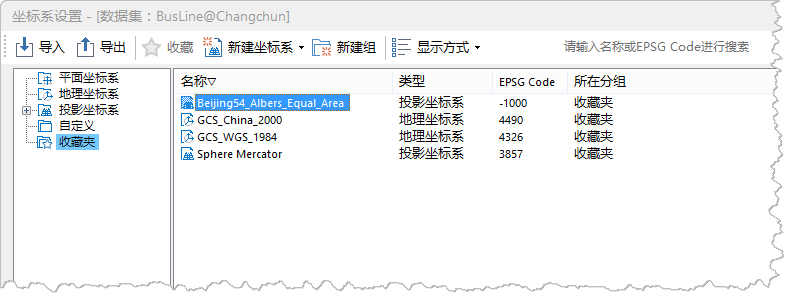 坐标系设置 - [数据集：BusLine@Changchun]
导入 导出 收藏 新建坐标系 新建组 显示方式 请输入名称或EPSG Code进行搜索
平面坐标系
地理坐标系
投影坐标系
自定义
收藏夹
名称 类型 EPSG Code 所在分组
Beijing54_Albers_Equal_Area 投影坐标系 -1000 收藏夹
GCS_China_2000 地理坐标系 4490 收藏夹
GCS_WGS_1984 地理坐标系 4326 收藏夹
Sphere Mercator 投影坐标系 3857 收藏夹